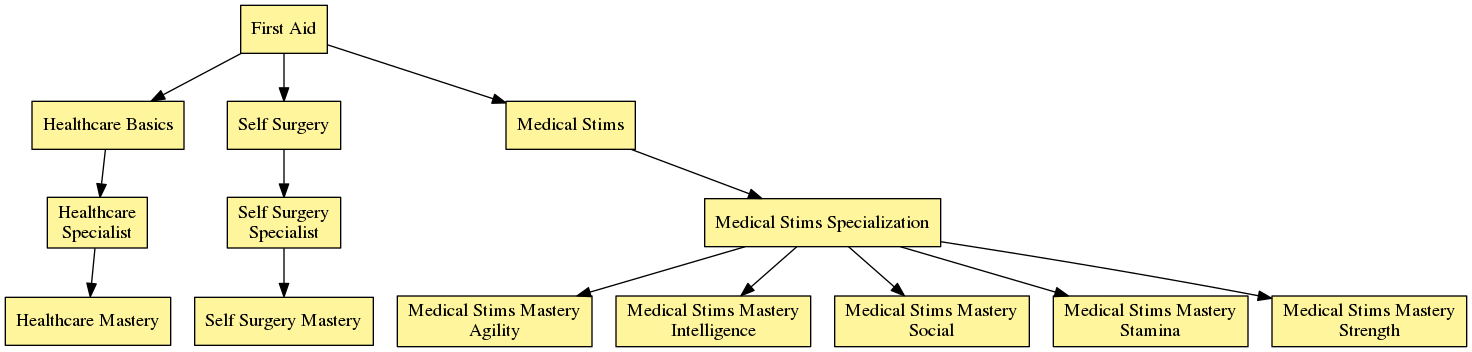 First Aid
Healthcare Basics
Self Surgery
Medical Stims
Healthcare
Specialist
Self Surgery
Specialist
Medical Stims Specialization
Healthcare Mastery
Self Surgery Mastery
Medical Stims Mastery
Agility
Medical Stims Mastery
Intelligence
Medical Stims Mastery
Social
Medical Stims Mastery
Stamina
Medical Stims Mastery
Strength